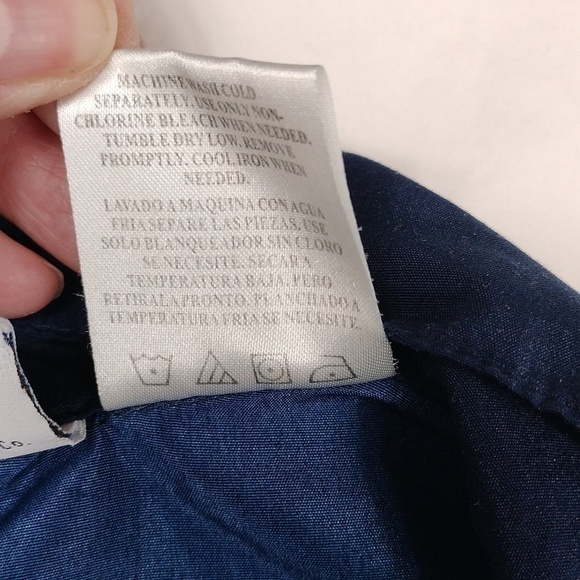 MACHINE WASH COLD
SEPARATELY. USE ONLY NON-
CHLORINE BLEACH WHEN NEEDED.
TUMBLE DRY LOW. REMOVE
PROMPTLY. COOL IRON WHEN
NEEDED.
LAVADO A MAQUINA CON AGUA
FRIA SEPARE LAS PIEZAS. USE
SOLO BLANQUEADOR SIN CLORO
SE NECESITE. SECAR A
TEMPERATURA BAJA. PERO
RETIRALA PRONTO. PLANCHADO A
TEMPERATURA FRIA SE NECESITE.
Co.